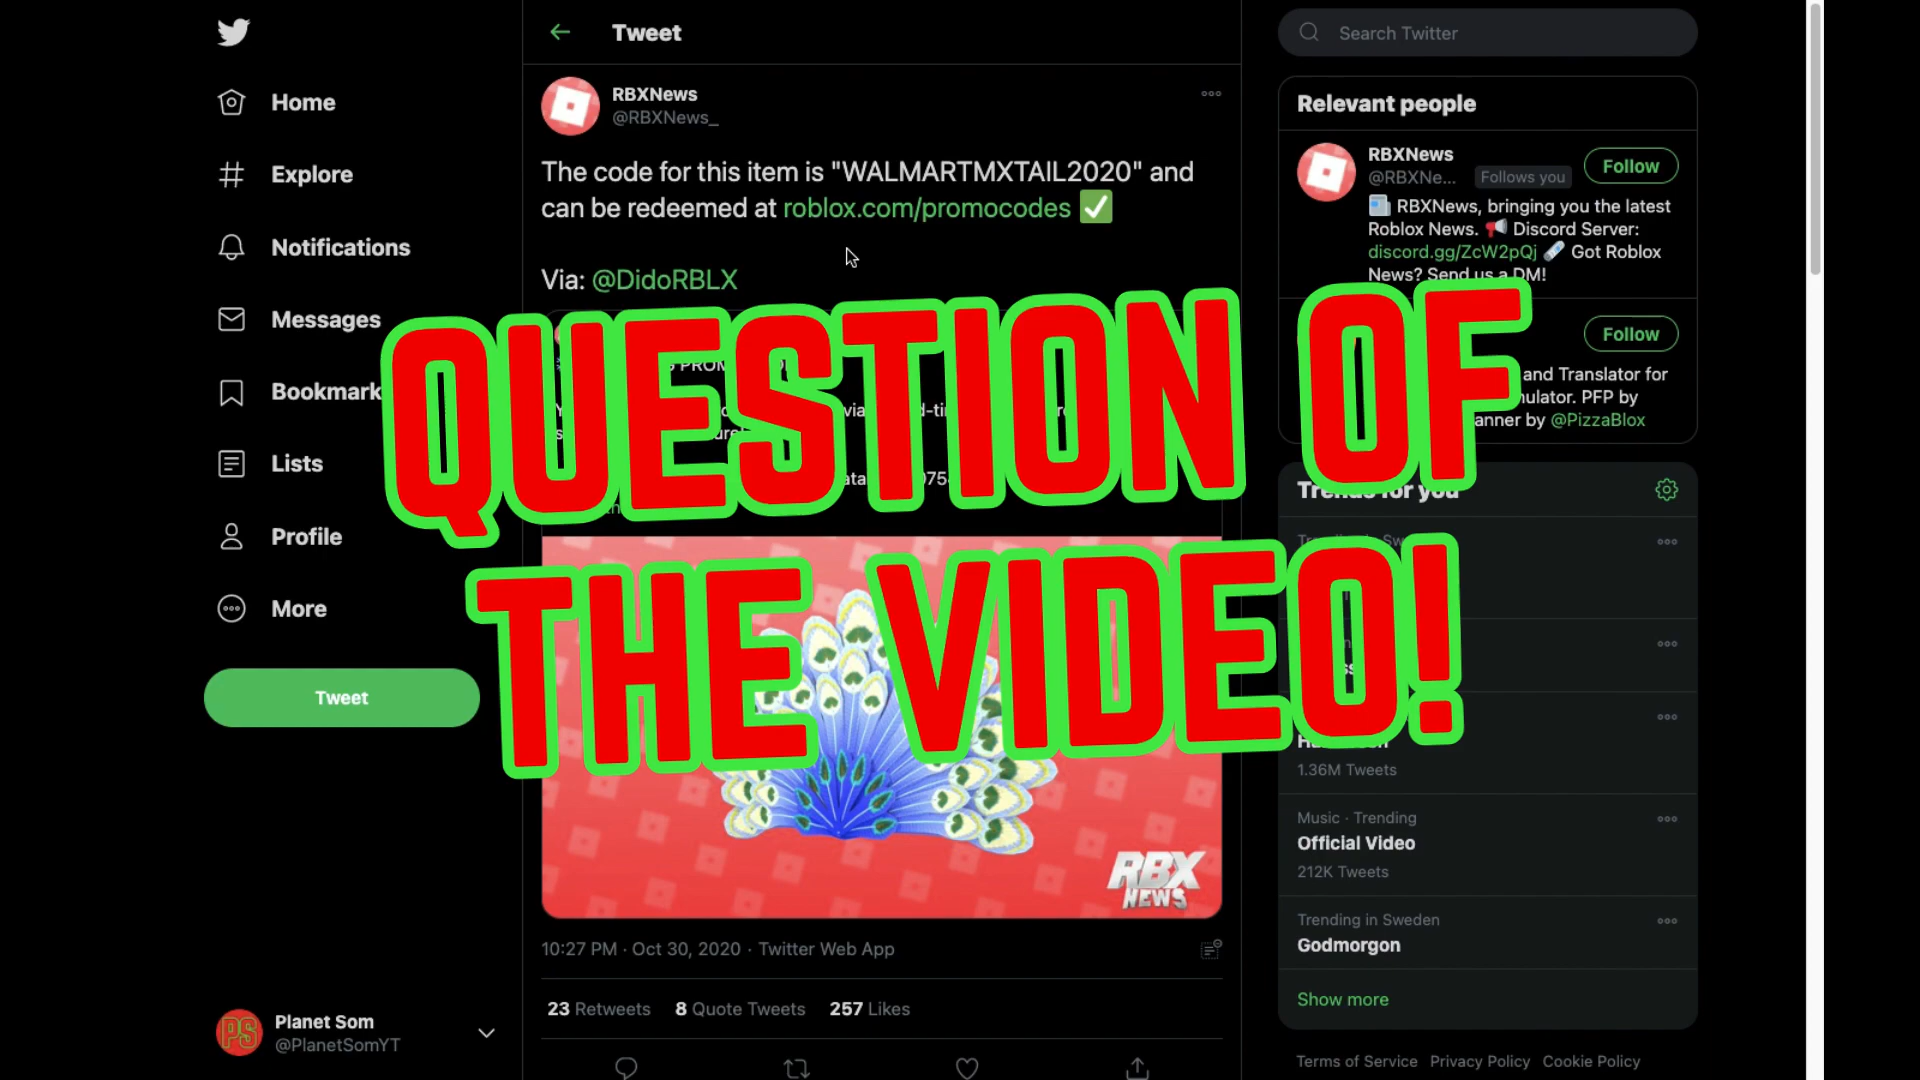 Home
Explore
Notifications
Messages
Bookmark
Lists
Profile
More
Tweet
Planet Som
@PlanetSomYT
PS
Tweet
RBXNews
@RBXNews_
The code for this item is "WALMARTMXTAIL2020" and
can be redeemed at roblox.com/promocodes ✅
Via: @DidoRBLX
QUESTION OF
THE VIDEO!
RBX
NEWS
10:27 PM · Oct 30, 2020 · Twitter Web App
23 Retweets 8 Quote Tweets 257 Likes
Search Twitter
Relevant people
RBXNews
@RBXNe... Follows you
Follow
RBXNews, bringing you the latest
Roblox News. 📢 Discord Server:
discord.gg/ZcW2pQj Got Roblox
News? Send us a DM!
Follow
and Translator for
PFP by
by @PizzaBlox
Trends for you
1.36M Tweets
Music · Trending
Official Video
212K Tweets
Trending in Sweden
Godmorgon
Show more
Terms of Service Privacy Policy Cookie Policy